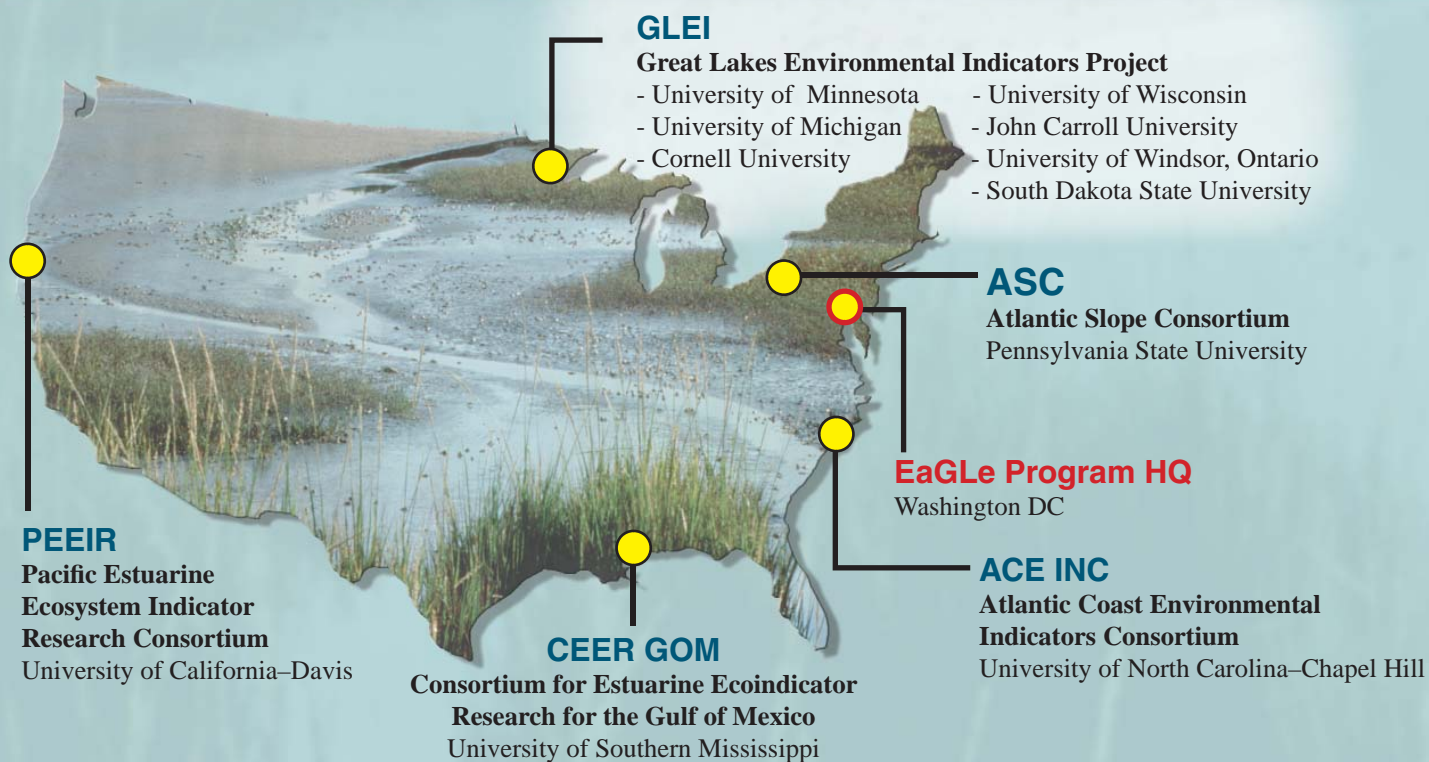 GLEI
Great Lakes Environmental Indicators Project
- University of Minnesota
- University of Michigan
- Cornell University
- University of Wisconsin
- John Carroll University
- University of Windsor, Ontario
- South Dakota State University
ASC
Atlantic Slope Consortium
Pennsylvania State University
EaGLe Program HQ
Washington DC
ACE INC
Atlantic Coast Environmental
Indicators Consortium
University of North Carolina–Chapel Hill
CEER GOM
Consortium for Estuarine Ecoindicator
Research for the Gulf of Mexico
University of Southern Mississippi
PEEIR
Pacific Estuarine
Ecosystem Indicator
Research Consortium
University of California–Davis